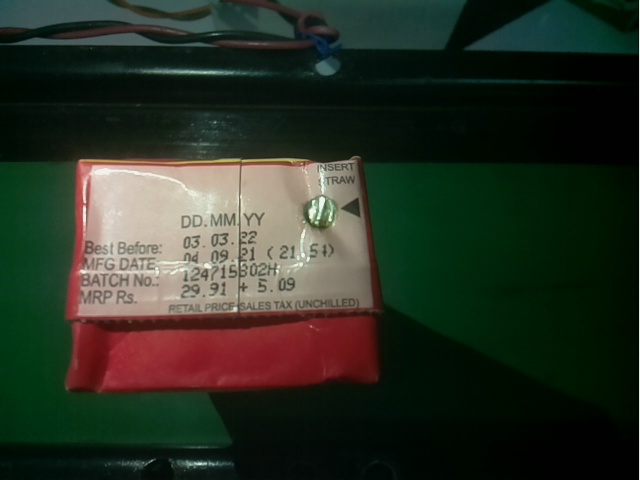 INSERT
STRAW
DD.MM.YY
Best Before: 03.03.22
MFG DATE: 04.09.21 (21.54)
BATCH No.: 124715302H
MRP Rs. 29.91 + 5.09
RETAIL PRICE+SALES TAX (UNCHILLED)